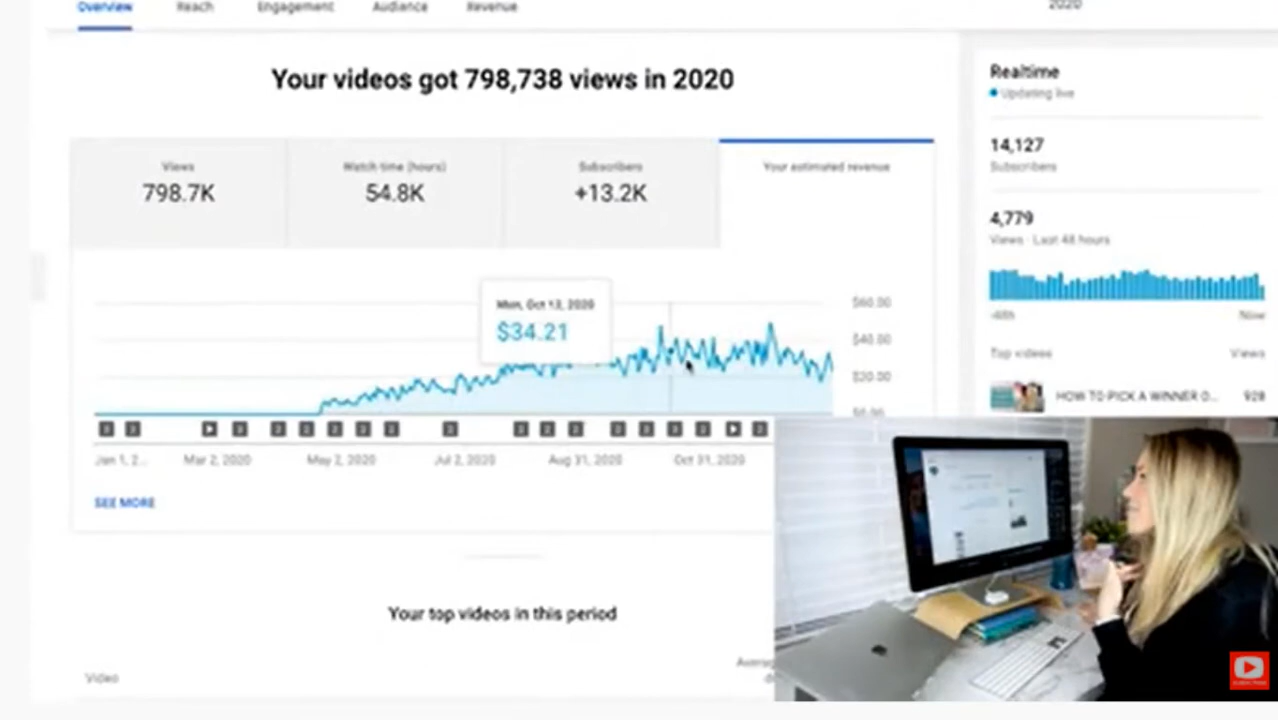 Overview Reach Engagement Audience Revenue 2020
Your videos got 798,738 views in 2020
Views
798.7K
Watch time (hours)
54.8K
Subscribers
+13.2K
Your estimated revenue
Mon, Oct 12, 2020
$34.21
$60.00
$40.00
$20.00
$0.00
Jan 1, 2... Mar 2, 2020 May 2, 2020 Jul 2, 2020 Aug 31, 2020 Oct 31, 2020
SEE MORE
Your top videos in this period
Video
Realtime
Updating live
14,127
Subscribers
4,779
Views · Last 48 hours
-48h Now
Top videos Views
HOW TO PICK A WINNER O... 928